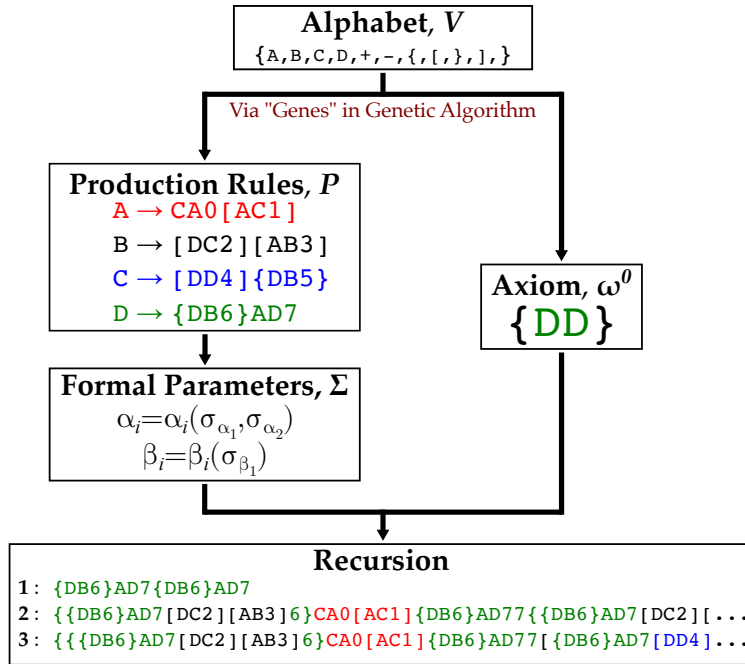 Alphabet, V
{A,B,C,D,+,−,{,[,},],}
Via "Genes" in Genetic Algorithm
Production Rules, P
A → CA0[AC1]
B → [DC2][AB3]
C → [DD4]{DB5}
D → {DB6}AD7
Axiom, ω⁰
{DD}
Formal Parameters, Σ
αᵢ=αᵢ(σ_α₁,σ_α₂)
βᵢ=βᵢ(σ_β₁)
Recursion
1: {DB6}AD7{DB6}AD7
2: {{DB6}AD7[DC2][AB3]6}CA0[AC1]{DB6}AD77{{DB6}AD7[DC2][...
3: {{{DB6}AD7[DC2][AB3]6}CA0[AC1]{DB6}AD77[{DB6}AD7[DD4]...